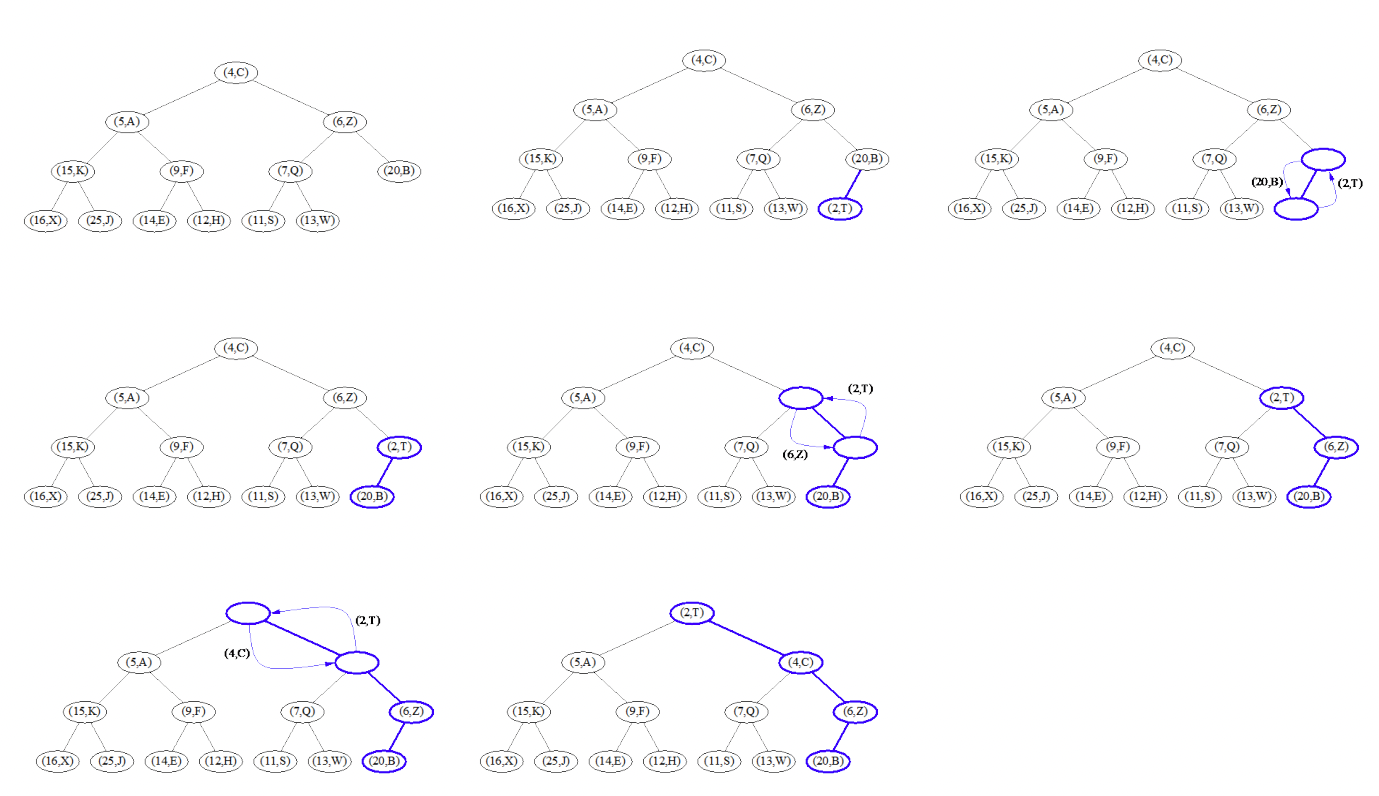 (4,C)
(5,A) (6,Z)
(15,K) (9,F) (7,Q) (20,B)
(16,X) (25,J) (14,E) (12,H) (11,S) (13,W)
(4,C)
(5,A) (6,Z)
(15,K) (9,F) (7,Q) (20,B)
(16,X) (25,J) (14,E) (12,H) (11,S) (13,W) (2,T)
(4,C)
(5,A) (6,Z)
(15,K) (9,F) (7,Q)
(20,B) (2,T)
(16,X) (25,J) (14,E) (12,H) (11,S) (13,W)
(4,C)
(5,A) (6,Z)
(15,K) (9,F) (7,Q) (2,T)
(16,X) (25,J) (14,E) (12,H) (11,S) (13,W) (20,B)
(4,C)
(2,T)
(5,A)
(15,K) (9,F) (7,Q)
(6,Z)
(16,X) (25,J) (14,E) (12,H) (11,S) (13,W) (20,B)
(4,C)
(5,A) (2,T)
(15,K) (9,F) (7,Q) (6,Z)
(16,X) (25,J) (14,E) (12,H) (11,S) (13,W) (20,B)
(2,T)
(4,C)
(5,A)
(15,K) (9,F) (7,Q) (6,Z)
(16,X) (25,J) (14,E) (12,H) (11,S) (13,W) (20,B)
(2,T)
(5,A) (4,C)
(15,K) (9,F) (7,Q) (6,Z)
(16,X) (25,J) (14,E) (12,H) (11,S) (13,W) (20,B)